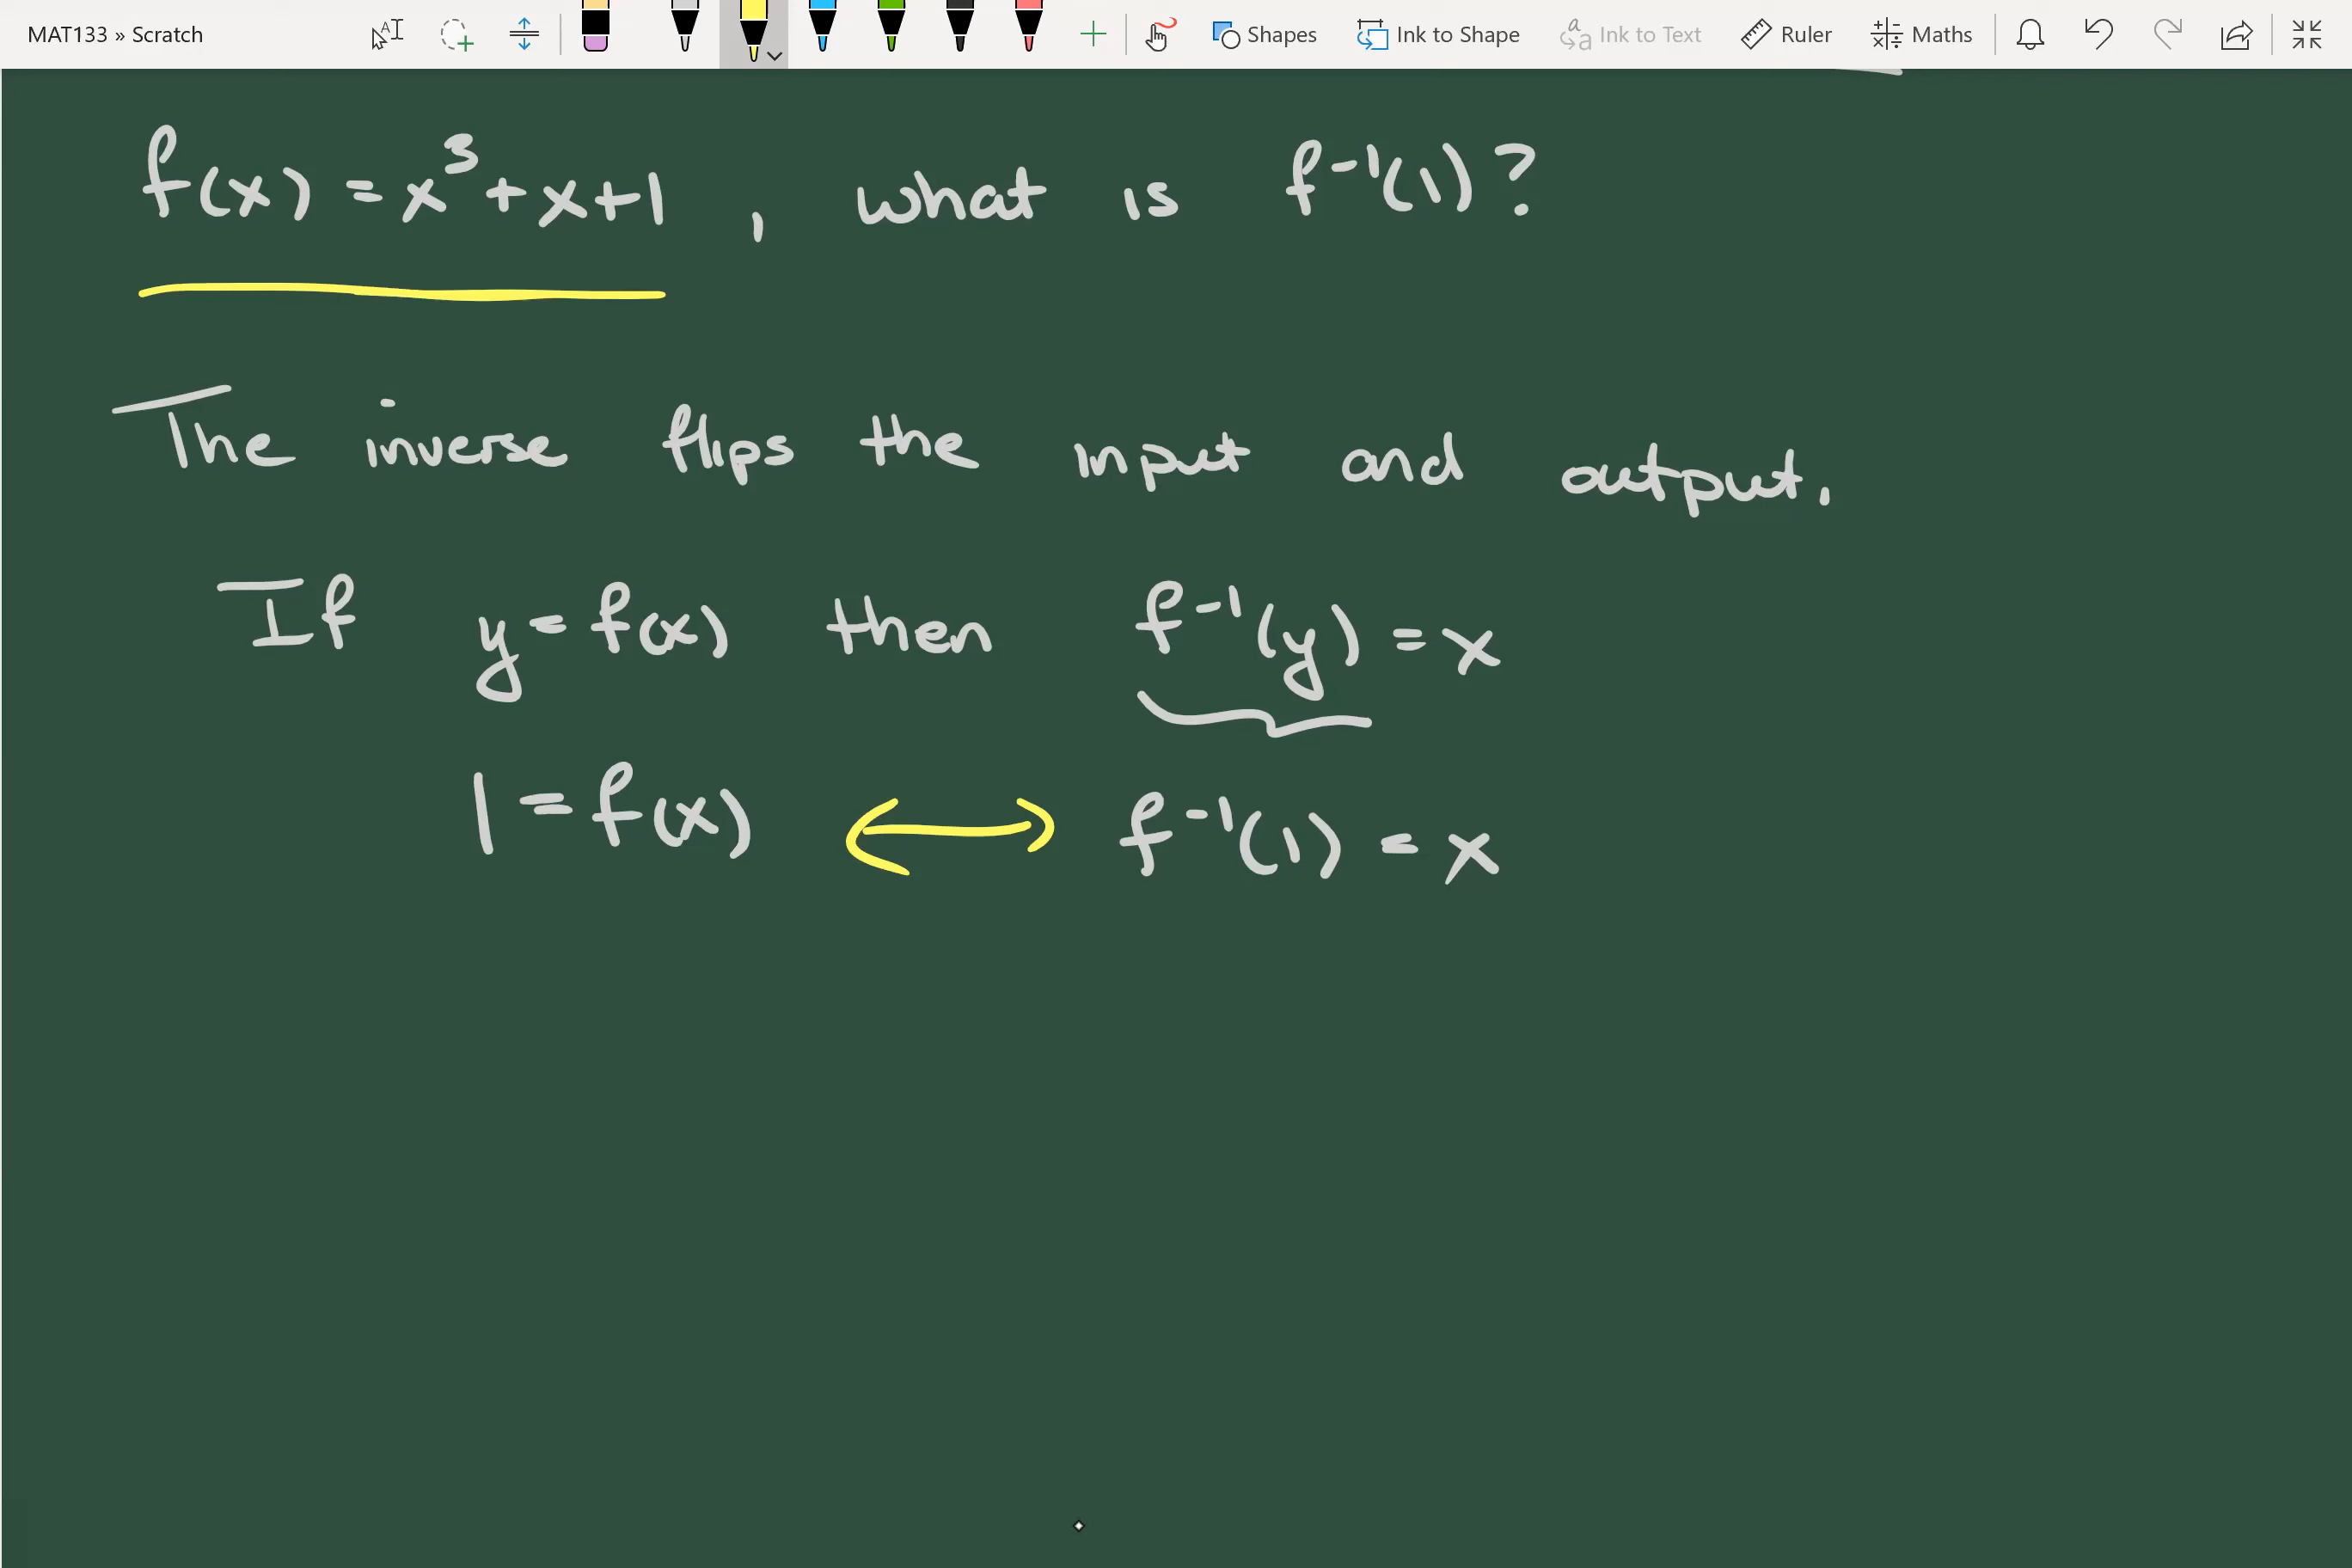 MAT133 » Scratch Shapes Ink to Shape Ink to Text Ruler Maths
f(x) = x³ + x + 1 , what is f⁻¹(1)?
The inverse flips the input and output.
If y = f(x) then f⁻¹(y) = x
1 = f(x) ⟷ f⁻¹(1) = x